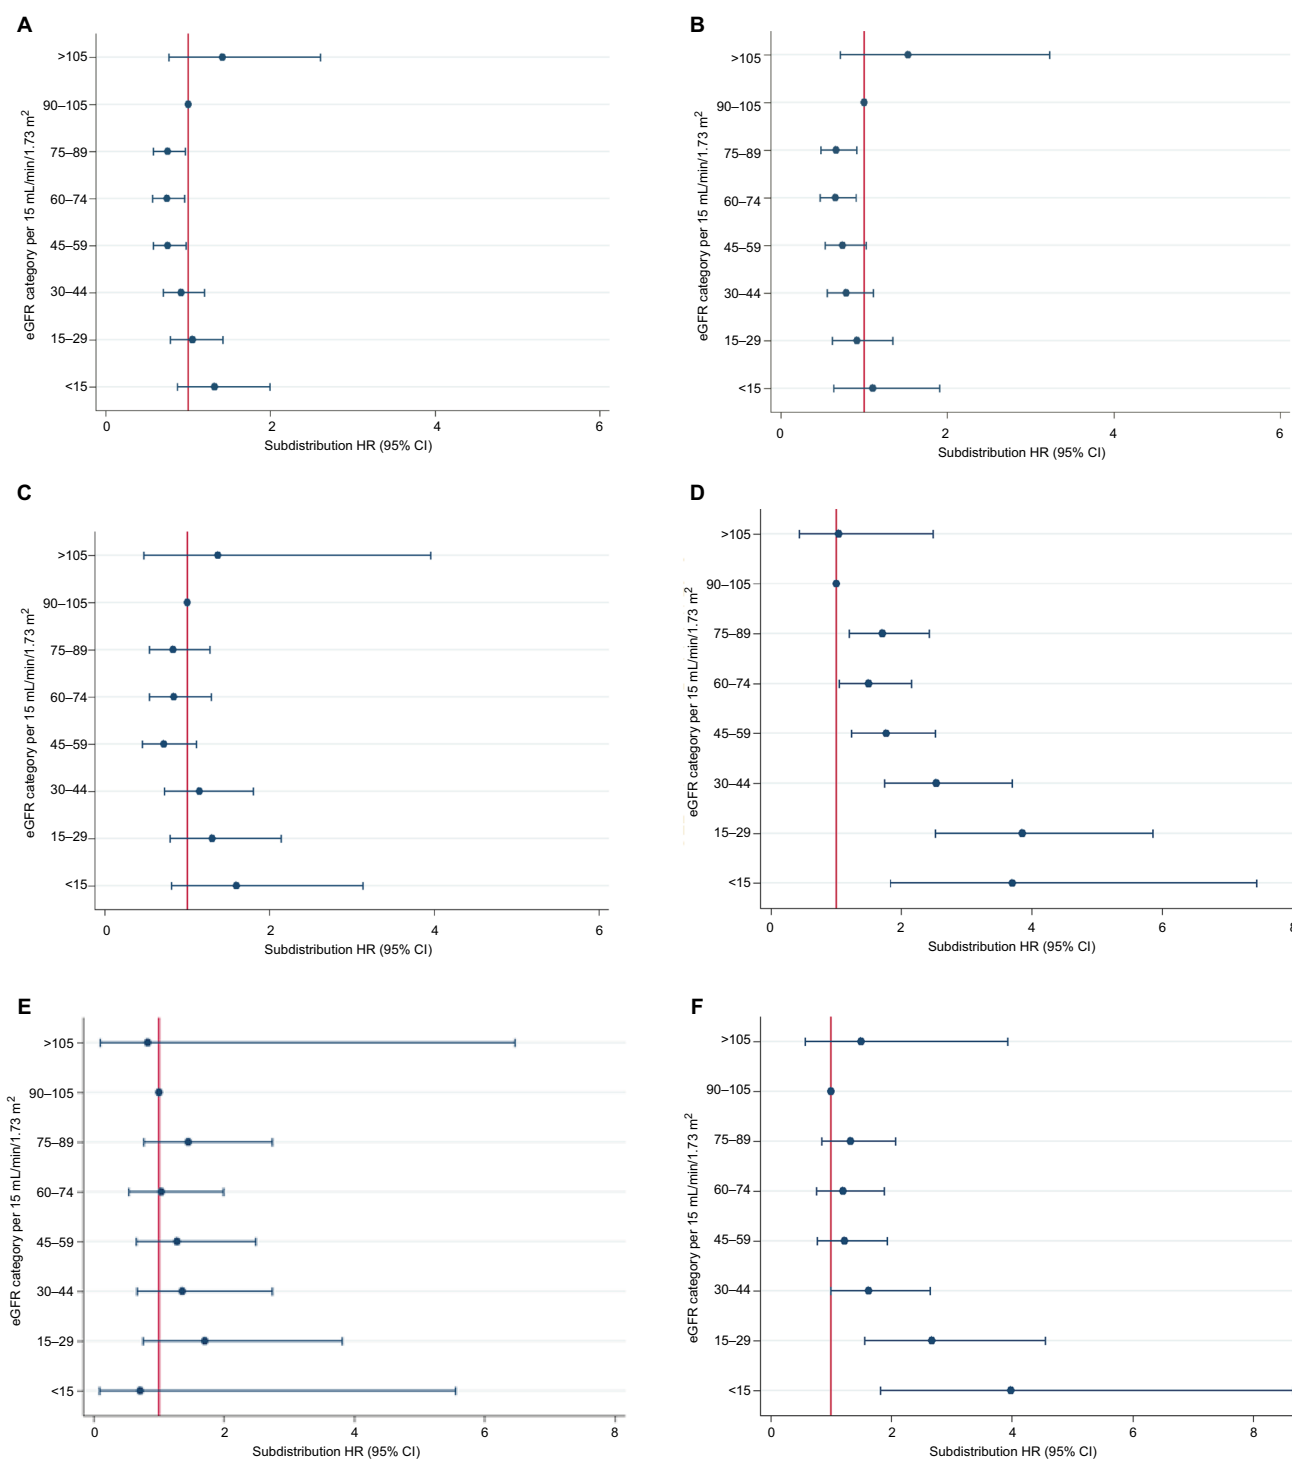 A
eGFR category per 15 mL/min/1.73 m²
>105
90–105
75–89
60–74
45–59
30–44
15–29
<15
0 2 4 6
Subdistribution HR (95% CI)
B
eGFR category per 15 mL/min/1.73 m²
>105
90–105
75–89
60–74
45–59
30–44
15–29
<15
0 2 4 6
Subdistribution HR (95% CI)
C
eGFR category per 15 mL/min/1.73 m²
>105
90–105
75–89
60–74
45–59
30–44
15–29
<15
0 2 4 6
Subdistribution HR (95% CI)
D
eGFR category per 15 mL/min/1.73 m²
>105
90–105
75–89
60–74
45–59
30–44
15–29
<15
0 2 4 6 8
Subdistribution HR (95% CI)
E
eGFR category per 15 mL/min/1.73 m²
>105
90–105
75–89
60–74
45–59
30–44
15–29
<15
0 2 4 6 8
Subdistribution HR (95% CI)
F
eGFR category per 15 mL/min/1.73 m²
>105
90–105
75–89
60–74
45–59
30–44
15–29
<15
0 2 4 6 8
Subdistribution HR (95% CI)